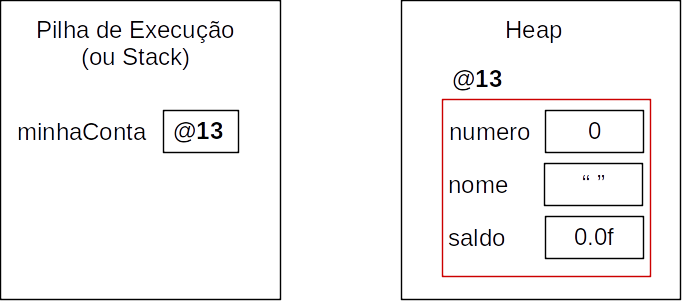 Pilha de Execução
(ou Stack)
minhaConta @13
Heap
@13
numero 0
nome “ ”
saldo 0.0f